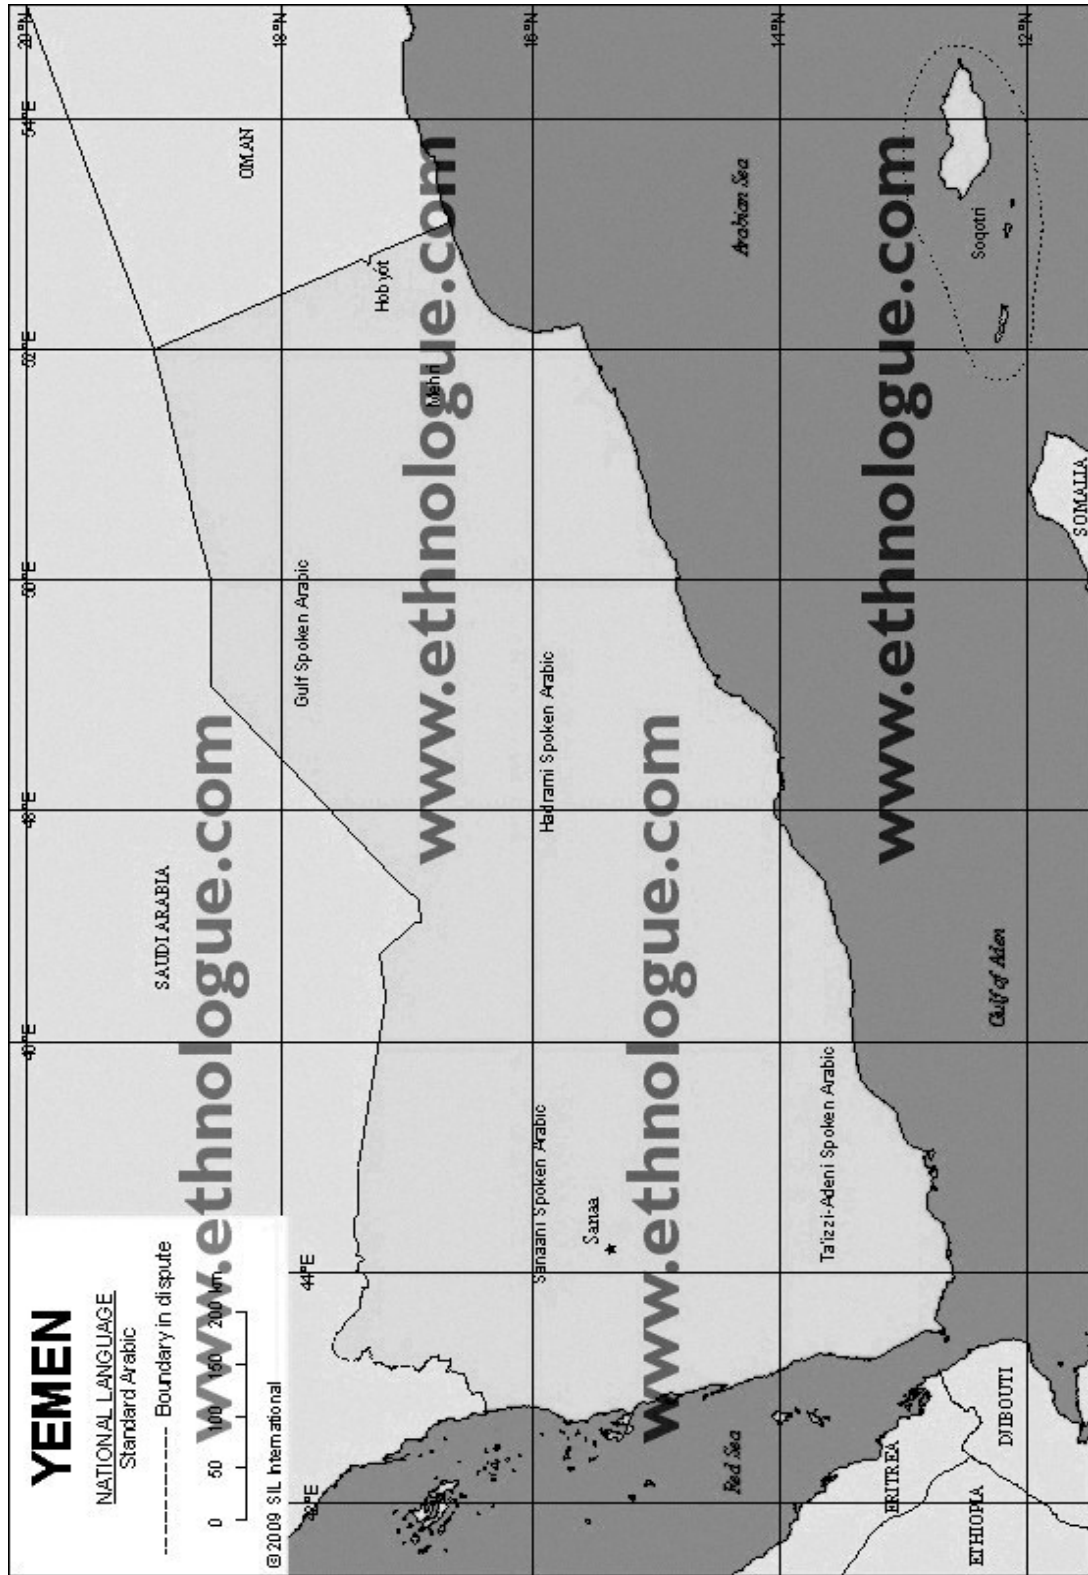 YEMEN
NATIONAL LANGUAGE
Standard Arabic
Boundary in dispute
0 50 100 150 200 km
©2009 SIL International
42°E
44°E
46°E
48°E
50°E
52°E
54°E
20°N
18°N
16°N
14°N
12°N
SAUDI ARABIA
OMAN
www.ethnologue.com
www.ethnologue.com
Gulf Spoken Arabic
Hobyót
Mehri
Sanaani Spoken Arabic
Hadrami Spoken Arabic
Sanaa
www.ethnologue.com
www.ethnologue.com
Red Sea
Ta'izzi-Adeni Spoken Arabic
Arabian Sea
ERITREA
ETHIOPIA
DJIBOUTI
Gulf of Aden
Soqotri
SOMALIA